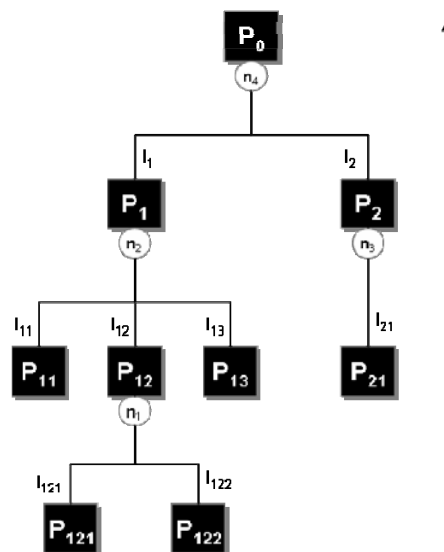 P₀
n₄
l₁ l₂
P₁ P₂
n₂ n₃
l₁₁ l₁₂ l₁₃ l₂₁
P₁₁ P₁₂ P₁₃ P₂₁
n₁
l₁₂₁ l₁₂₂
P₁₂₁ P₁₂₂